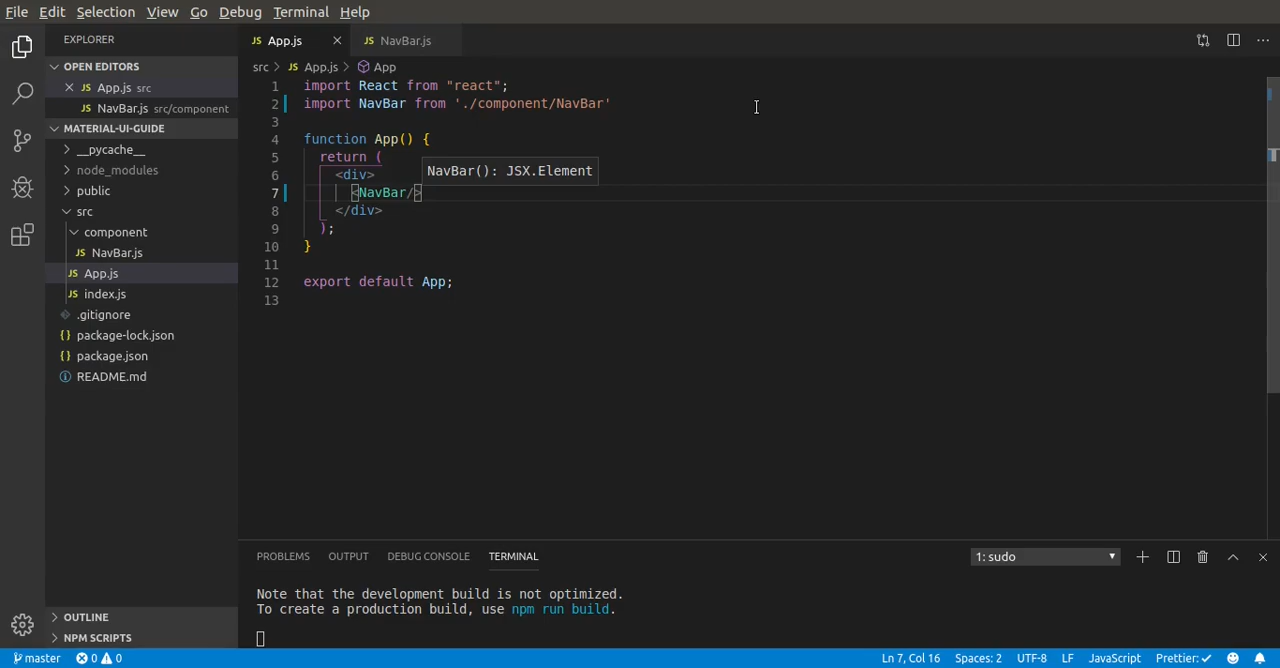 File Edit Selection View Go Debug Terminal Help
EXPLORER
OPEN EDITORS
App.js src
JS NavBar.js src/component
MATERIAL-UI-GUIDE
__pycache__
node_modules
public
src
component
JS NavBar.js
JS App.js
JS index.js
.gitignore
{} package-lock.json
{} package.json
README.md
OUTLINE
NPM SCRIPTS
JS App.js
JS NavBar.js
src > JS App.js > App
1 import React from "react";
2 import NavBar from './component/NavBar'
3
4 function App() {
5 return (
6 <div>
NavBar(): JSX.Element
7 <NavBar/>
8 </div>
9 );
10 }
11
12 export default App;
13
PROBLEMS OUTPUT DEBUG CONSOLE TERMINAL
1: sudo
Note that the development build is not optimized.
To create a production build, use npm run build.
master 0 0 Ln 7, Col 16 Spaces: 2 UTF-8 LF JavaScript Prettier: ✓